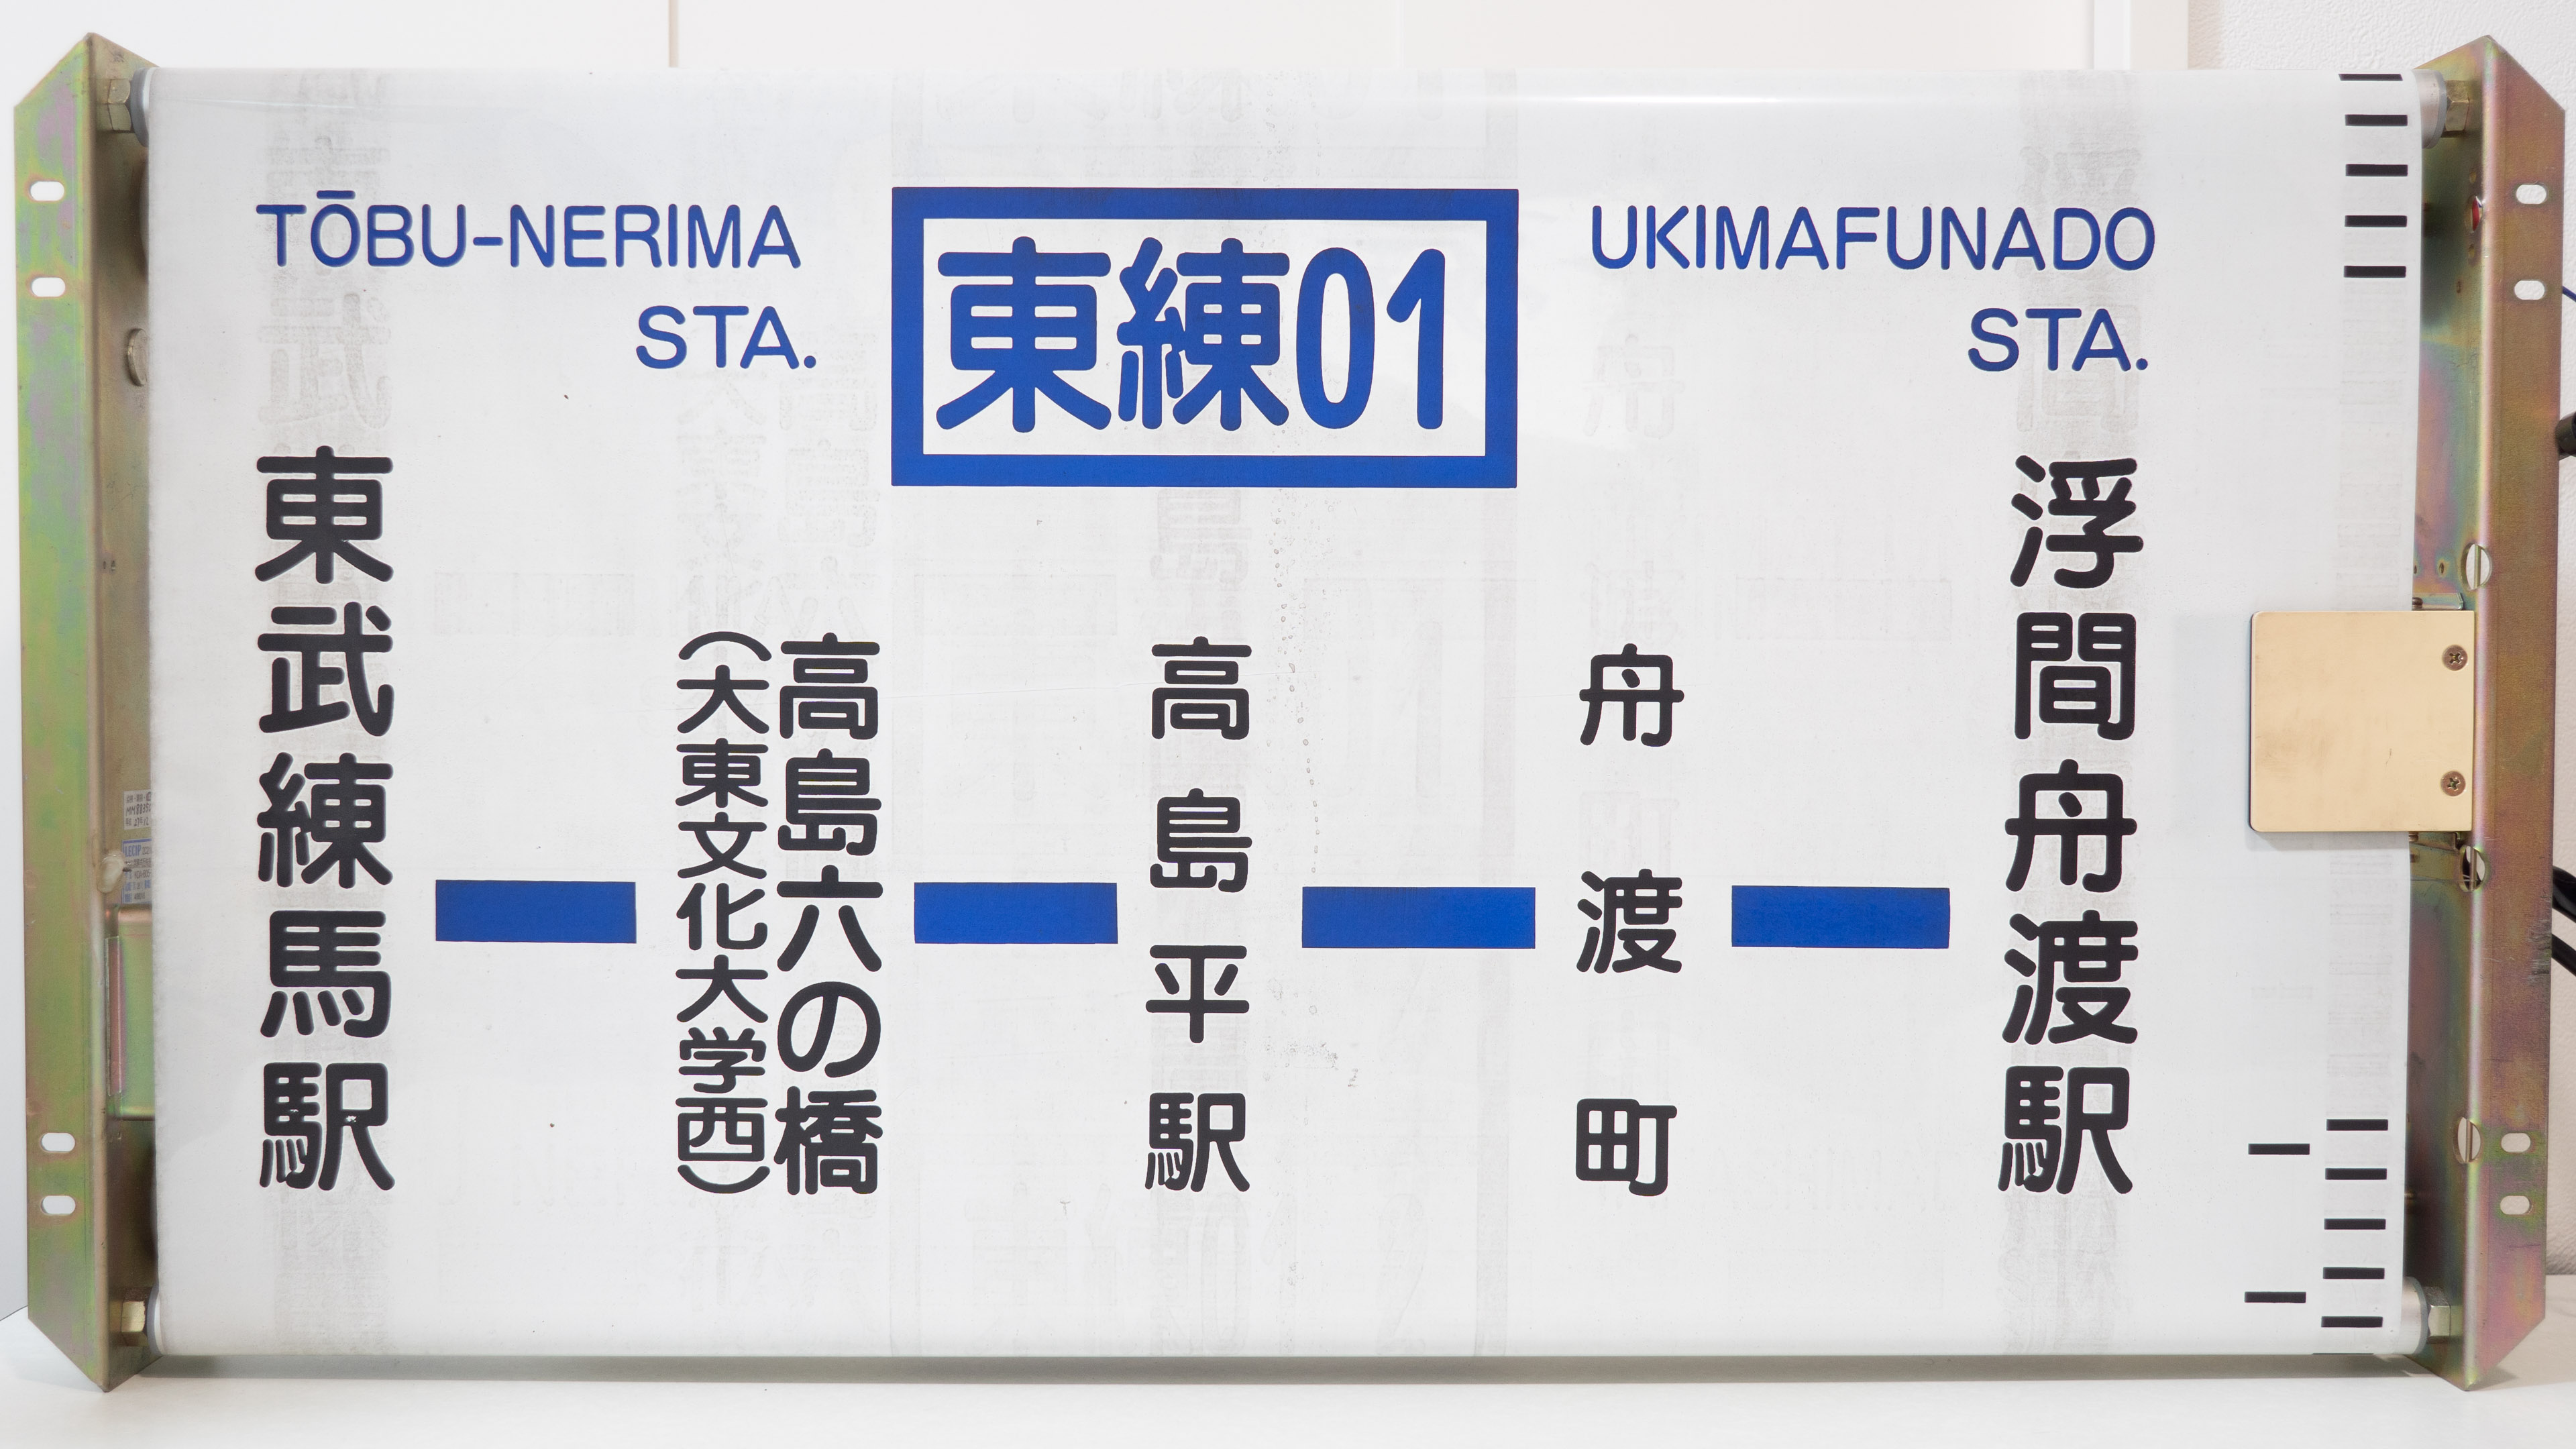 TŌBU-NERIMA
STA.
東練01
UKIMAFUNADO
STA.
東武練馬駅
高島六の橋
(大東文化大学西)
高島平駅
舟渡町
浮間舟渡駅